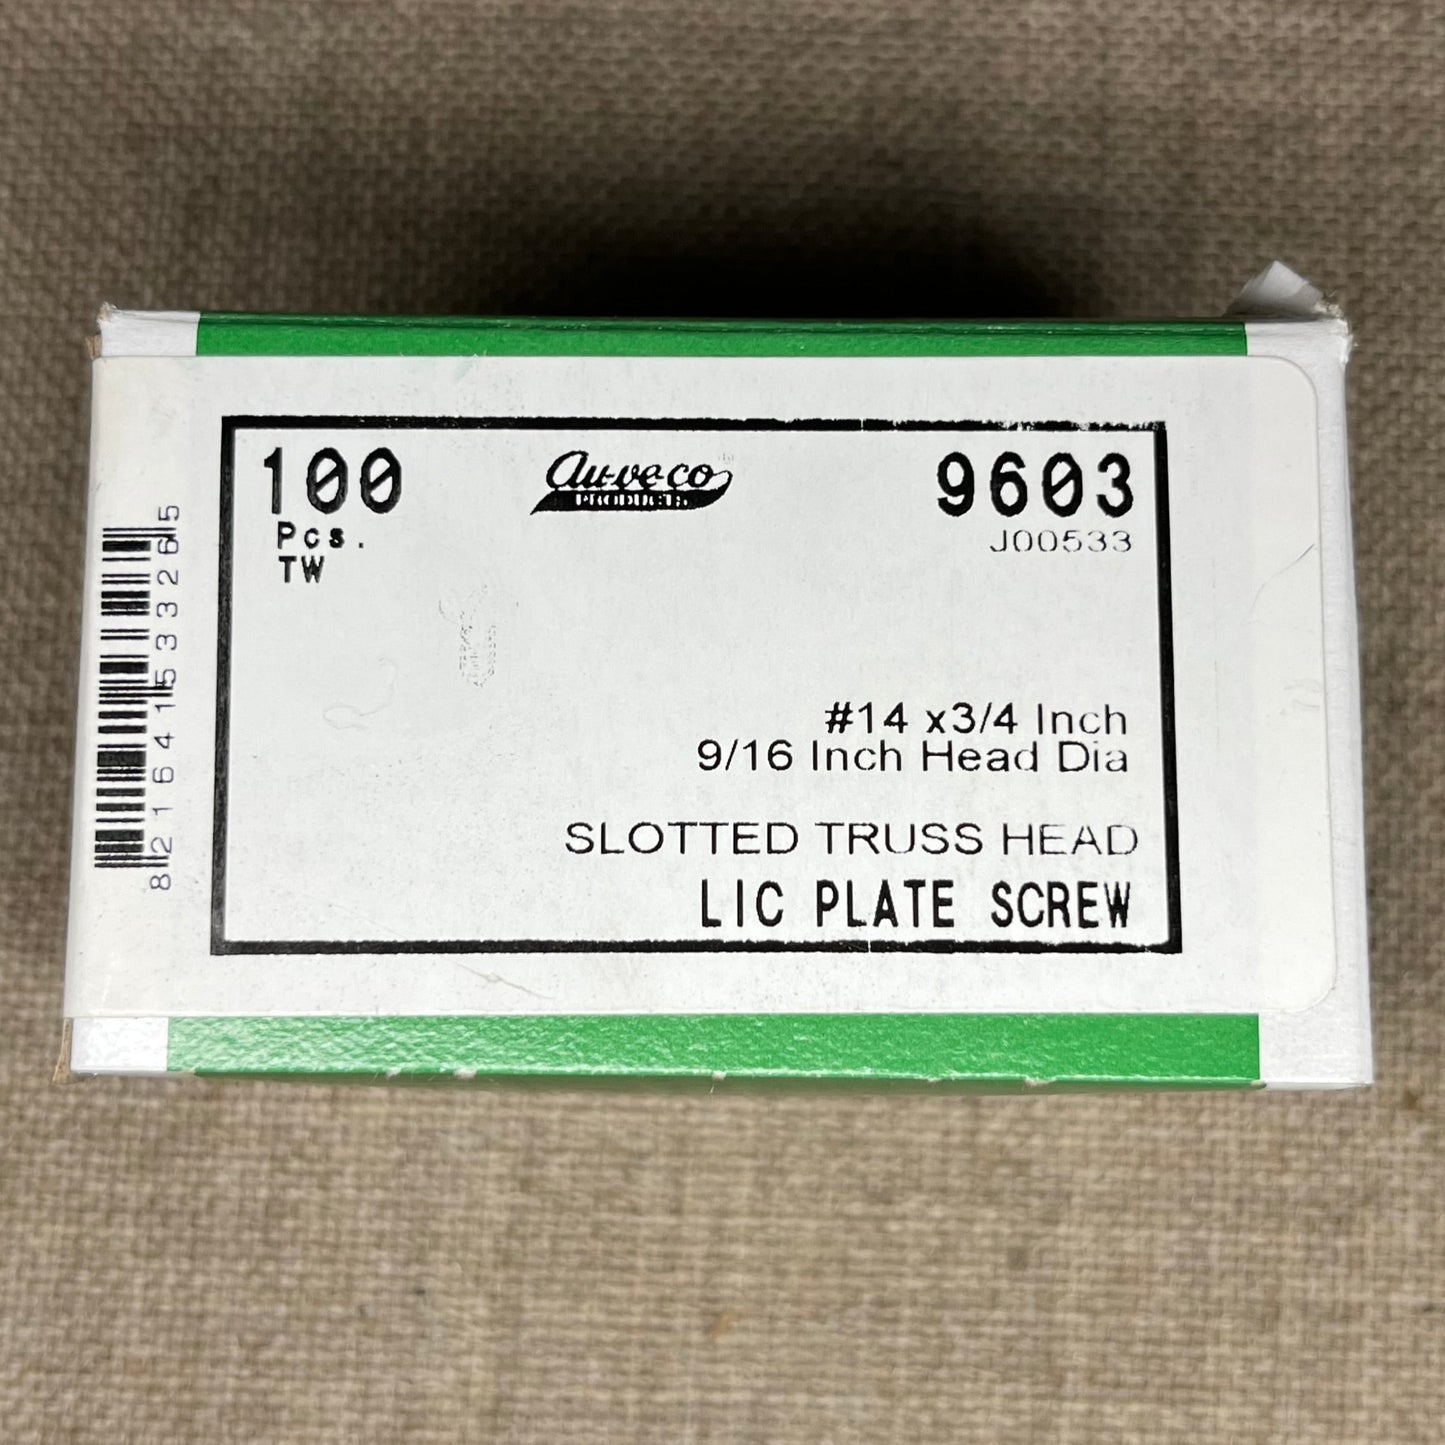 100
Pcs.
TW
au-ve-co
PRODUCTS
9603
J00533
#14 x3/4 Inch
9/16 Inch Head Dia
SLOTTED TRUSS HEAD
LIC PLATE SCREW
8 21641 53326 5